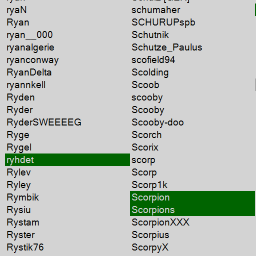 ryaN
Ryan
ryan__000
ryanalgerie
ryanconway
RyanDelta
ryannkell
Ryden
Ryder
RyderSWEEEEG
Ryge
Rygel
ryhdet
Rylev
Ryley
Rymbik
Rysiu
Rystam
Ryster
Rystik76
schumaher
SCHURUPspb
Schutnik
Schutze_Paulus
scofield94
Scolding
Scoob
scooby
Scooby
Scooby-doo
Scorch
Scorix
scorp
Scorp
Scorp1k
Scorpion
Scorpions
ScorpionXXX
Scorpius
ScorpyX